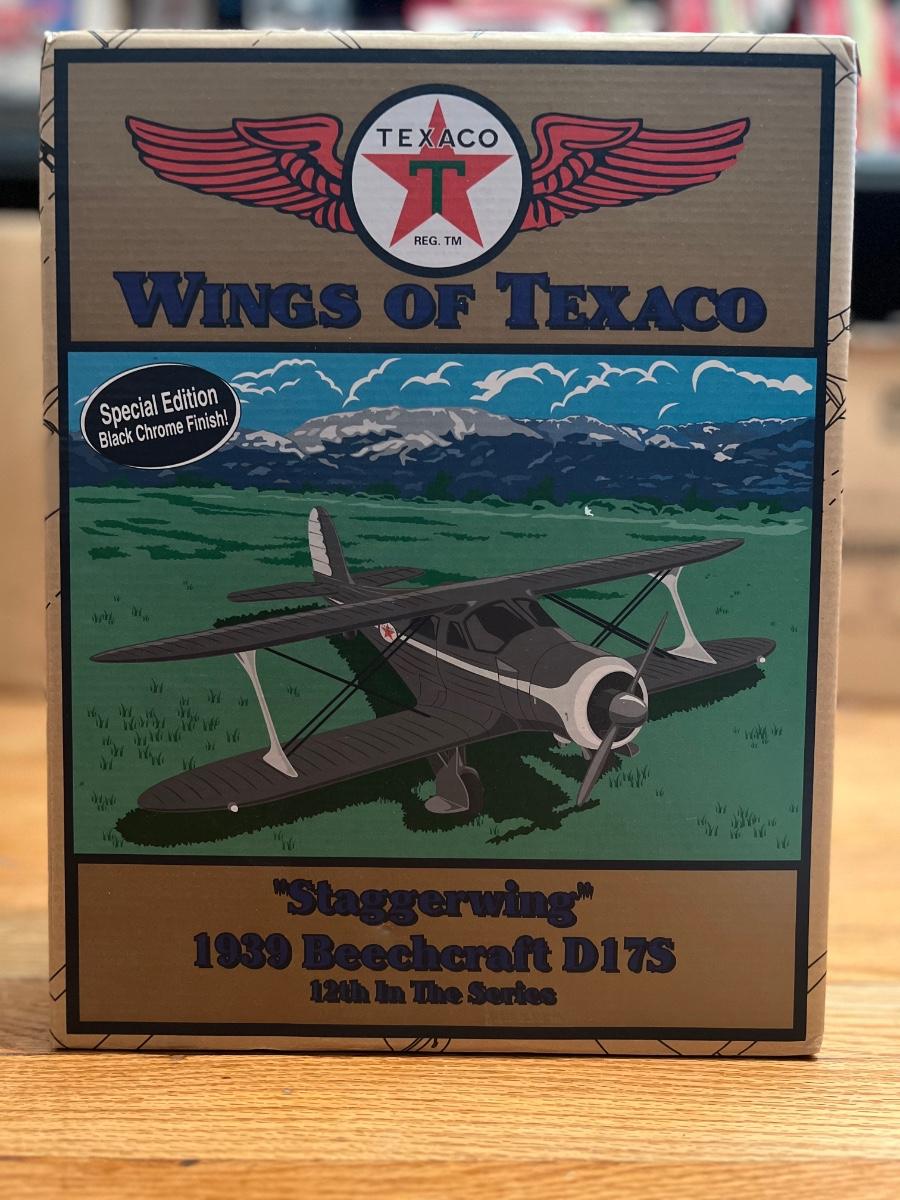 TEXACO
T
REG. TM
WINGS OF TEXACO
Special Edition
Black Chrome Finish!
"Staggerwing"
1939 Beechcraft D17S
12th In The Series